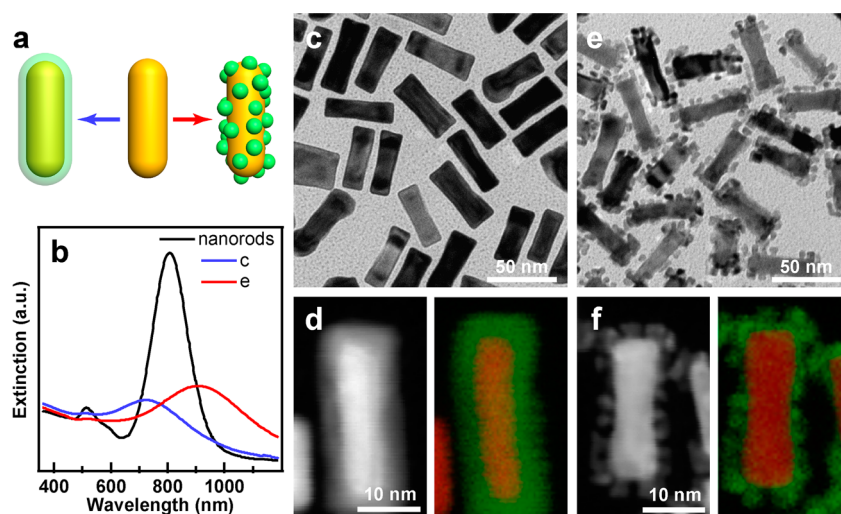 a
b
nanorods
c
e
Extinction (a.u.)
400 600 800 1000
Wavelength (nm)
c
50 nm
e
50 nm
d
10 nm
f
10 nm